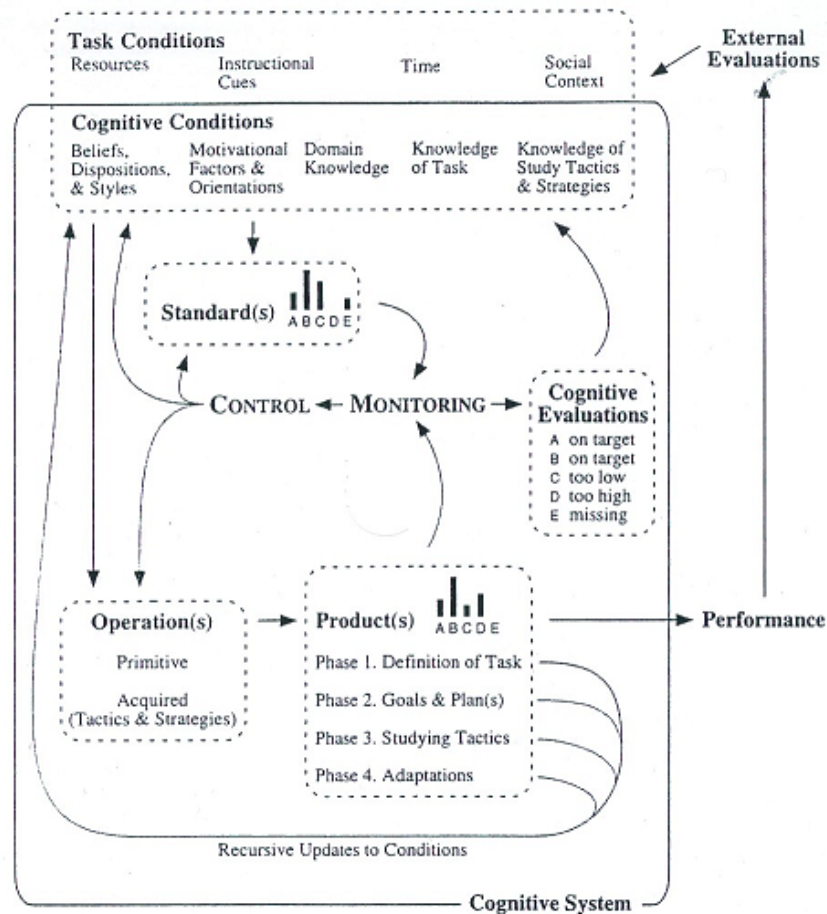 Task Conditions
Resources
Instructional
Cues
Time
Social
Context
External
Evaluations
Cognitive Conditions
Beliefs,
Dispositions,
& Styles
Motivational
Factors &
Orientations
Domain
Knowledge
Knowledge
of Task
Knowledge of
Study Tactics
& Strategies
Standard(s)
A B C D E
CONTROL
MONITORING
Cognitive
Evaluations
A on target
B on target
C too low
D too high
E missing
Operation(s)
Primitive
Acquired
(Tactics & Strategies)
Product(s)
A B C D E
Phase 1. Definition of Task
Phase 2. Goals & Plan(s)
Phase 3. Studying Tactics
Phase 4. Adaptations
Performance
Recursive Updates to Conditions
Cognitive System